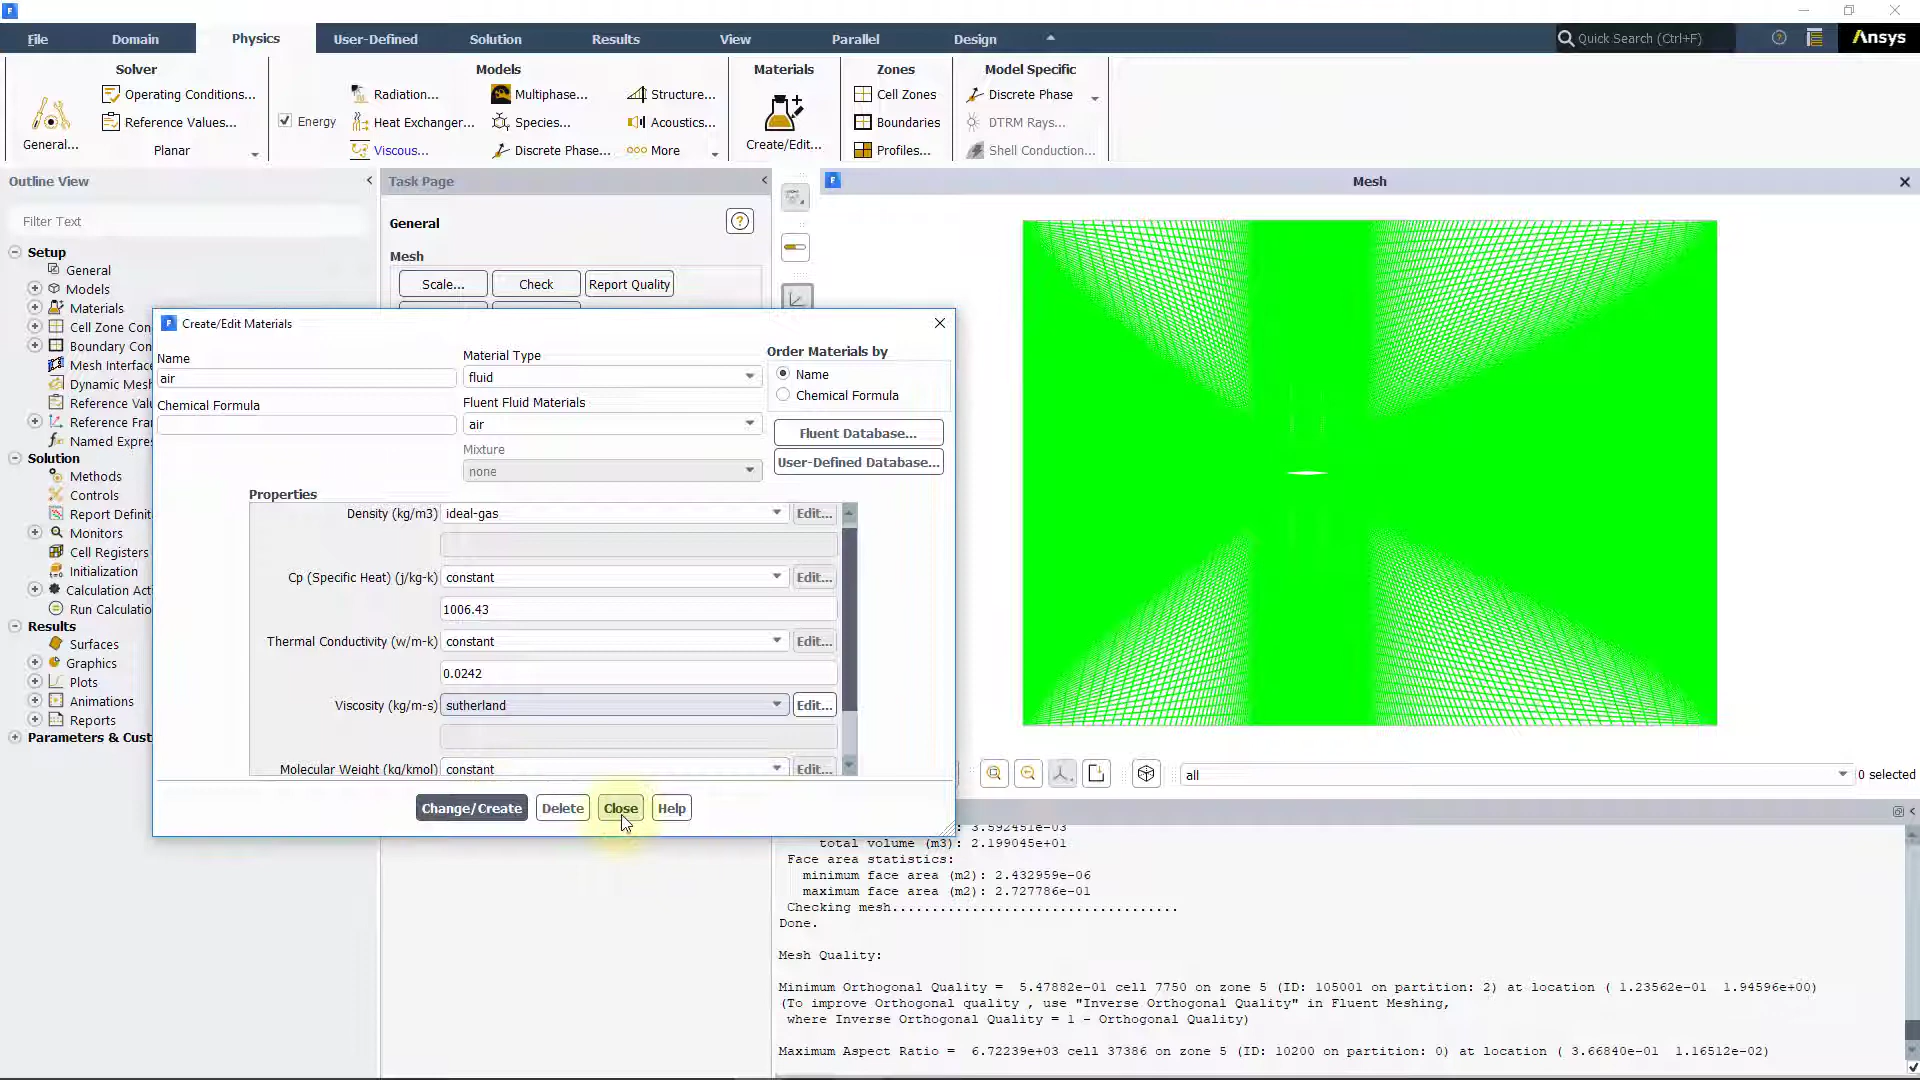 File
Domain
Physics
User-Defined
Solution
Results
View
Parallel
Design
Quick Search (Ctrl+F)
Ansys
Solver
General...
Operating Conditions...
Reference Values...
Planar
Models
Energy
Radiation...
Heat Exchanger...
Viscous...
Multiphase...
Species...
Discrete Phase...
Structure...
Acoustics...
More
Materials
Create/Edit...
Zones
Cell Zones
Boundaries
Profiles...
Model Specific
Discrete Phase
DTRM Rays...
Shell Conduction...
Outline View
Filter Text
Setup
General
Models
Materials
Cell Zone Con
Boundary Con
Mesh Interface
Dynamic Mesh
Reference Valu
Reference Fran
Named Expres
Solution
Methods
Controls
Report Definit
Monitors
Cell Registers
Initialization
Calculation Act
Run Calculatio
Results
Surfaces
Graphics
Plots
Animations
Reports
Parameters & Cust
Task Page
General
Mesh
Scale...
Check
Report Quality
Create/Edit Materials
Name
air
Chemical Formula
Material Type
fluid
Fluent Fluid Materials
air
Mixture
none
Order Materials by
Name
Chemical Formula
Fluent Database...
User-Defined Database...
Properties
Density (kg/m3) ideal-gas Edit...
Cp (Specific Heat) (j/kg-k) constant Edit...
1006.43
Thermal Conductivity (w/m-k) constant Edit...
0.0242
Viscosity (kg/m-s) sutherland Edit...
Molecular Weight (kg/kmol) constant Edit...
Change/Create
Delete
Close
Help
Mesh
all
0 selected
: 3.592451e-03
total volume (m3): 2.199045e+01
Face area statistics:
minimum face area (m2): 2.432959e-06
maximum face area (m2): 2.727786e-01
Checking mesh...................................
Done.
Mesh Quality:
Minimum Orthogonal Quality =  5.47882e-01 cell 7750 on zone 5 (ID: 105001 on partition: 2) at location ( 1.23562e-01  1.94596e+00)
(To improve Orthogonal quality , use "Inverse Orthogonal Quality" in Fluent Meshing,
where Inverse Orthogonal Quality = 1 - Orthogonal Quality)
Maximum Aspect Ratio =  6.72239e+03 cell 37386 on zone 5 (ID: 10200 on partition: 0) at location ( 3.66840e-01  1.16512e-02)